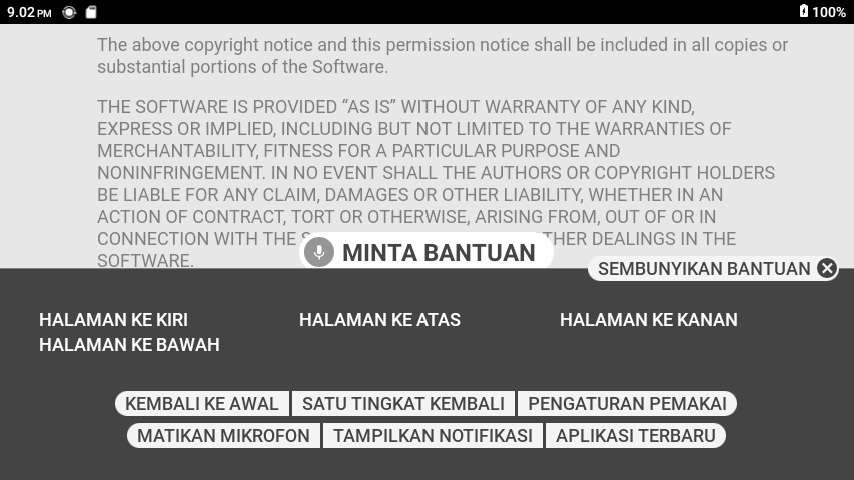 9.02 PM 100%
The above copyright notice and this permission notice shall be included in all copies or
substantial portions of the Software.
THE SOFTWARE IS PROVIDED “AS IS” WITHOUT WARRANTY OF ANY KIND,
EXPRESS OR IMPLIED, INCLUDING BUT NOT LIMITED TO THE WARRANTIES OF
MERCHANTABILITY, FITNESS FOR A PARTICULAR PURPOSE AND
NONINFRINGEMENT. IN NO EVENT SHALL THE AUTHORS OR COPYRIGHT HOLDERS
BE LIABLE FOR ANY CLAIM, DAMAGES OR OTHER LIABILITY, WHETHER IN AN
ACTION OF CONTRACT, TORT OR OTHERWISE, ARISING FROM, OUT OF OR IN
CONNECTION WITH THE DEALINGS IN THE
SOFTWARE.
MINTA BANTUAN
SEMBUNYIKAN BANTUAN
HALAMAN KE KIRI HALAMAN KE ATAS HALAMAN KE KANAN
HALAMAN KE BAWAH
KEMBALI KE AWAL SATU TINGKAT KEMBALI PENGATURAN PEMAKAI
MATIKAN MIKROFON TAMPILKAN NOTIFIKASI APLIKASI TERBARU